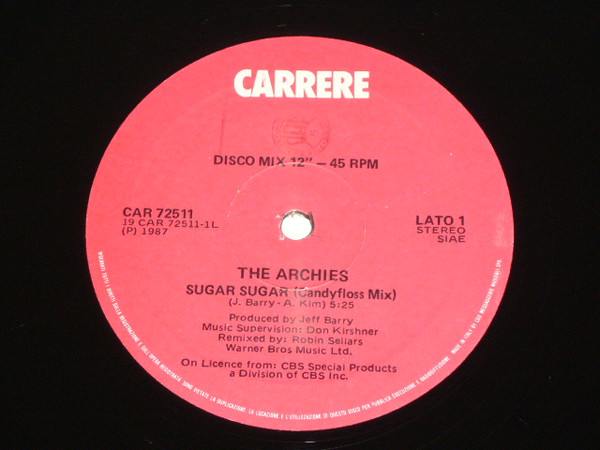 CARRERE
DISCO MIX 12" — 45 RPM
CAR 72511
19 CAR 72511-1L
(P) 1987
LATO 1
STEREO
SIAE
THE ARCHIES
SUGAR SUGAR (Candyfloss Mix)
(J. Barry - A. Kim) 5:25
Produced by Jeff Barry
Music Supervision: Don Kirshner
Remixed by: Robin Sellars
Warner Bros Music Ltd.
On Licence from: CBS Special Products
a Division of CBS Inc.